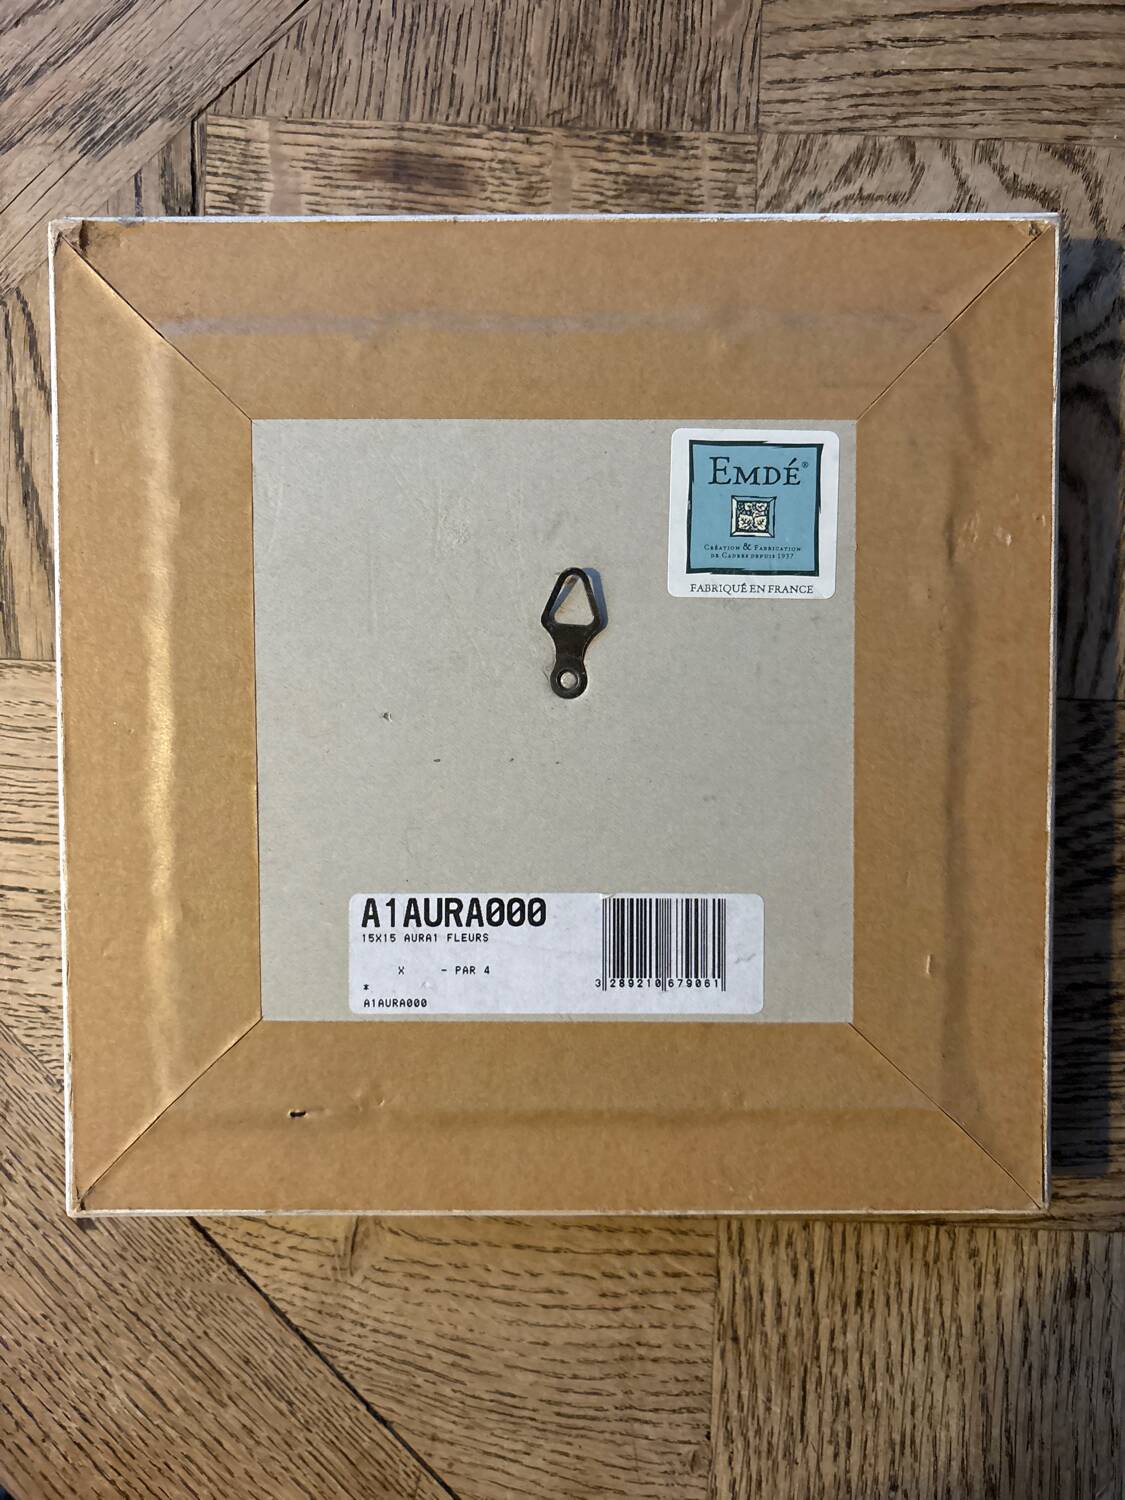 EMDÉ®
CRÉATION & FABRICATION
DE CADRES DEPUIS 1937
FABRIQUÉ EN FRANCE
A1AURA000
15X15 AURA1 FLEURS
X - PAR 4
*
A1AURA000
3 289210 679061